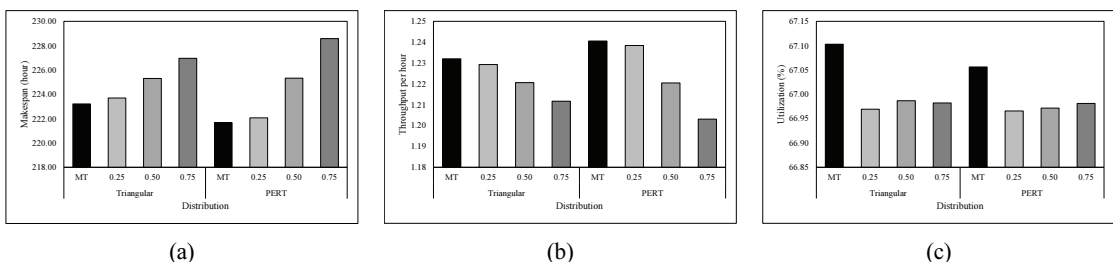 230.00
228.00
226.00
224.00
222.00
220.00
218.00
Makespan (hour)
MT 0.25 0.50 0.75 MT 0.25 0.50 0.75
Triangular PERT
Distribution
(a)
1.25
1.24
1.23
1.22
1.21
1.20
1.19
1.18
Throughput per hour
MT 0.25 0.50 0.75 MT 0.25 0.50 0.75
Triangular PERT
Distribution
(b)
67.15
67.10
67.05
67.00
66.95
66.90
66.85
Utilization (%)
MT 0.25 0.50 0.75 MT 0.25 0.50 0.75
Triangular PERT
Distribution
(c)